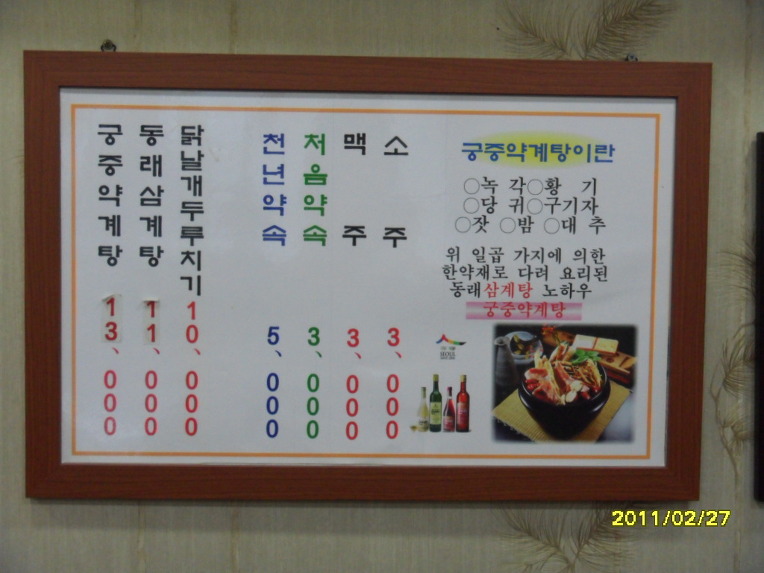 궁중약계탕 13,000
동래삼계탕 11,000
닭날개두루치기 10,000
천년약속 5,000
처음약속 3,000
맥주 3,000
소주 3,000
궁중약계탕이란
○녹각○황기
○당귀○구기자
○잣 ○밤 ○대추
위 일곱 가지에 의한
한약재로 다려 요리된
동래삼계탕 노하우
궁중약계탕
SEOUL
2011/02/27